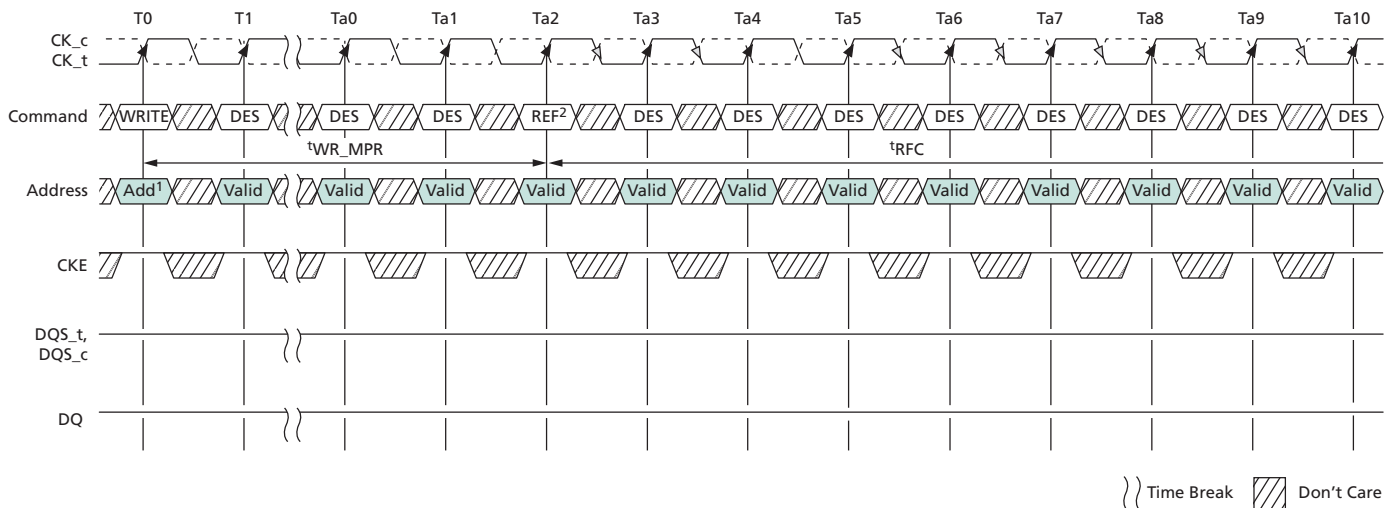 T0 T1 Ta0 Ta1 Ta2 Ta3 Ta4 Ta5 Ta6 Ta7 Ta8 Ta9 Ta10
CK_c
CK_t
Command WRITE DES DES DES REF² DES DES DES DES DES DES DES DES
ᵗWR_MPR ᵗRFC
Address Add¹ Valid Valid Valid Valid Valid Valid Valid Valid Valid Valid Valid Valid
CKE
DQS_t,
DQS_c
DQ
Time Break Don't Care